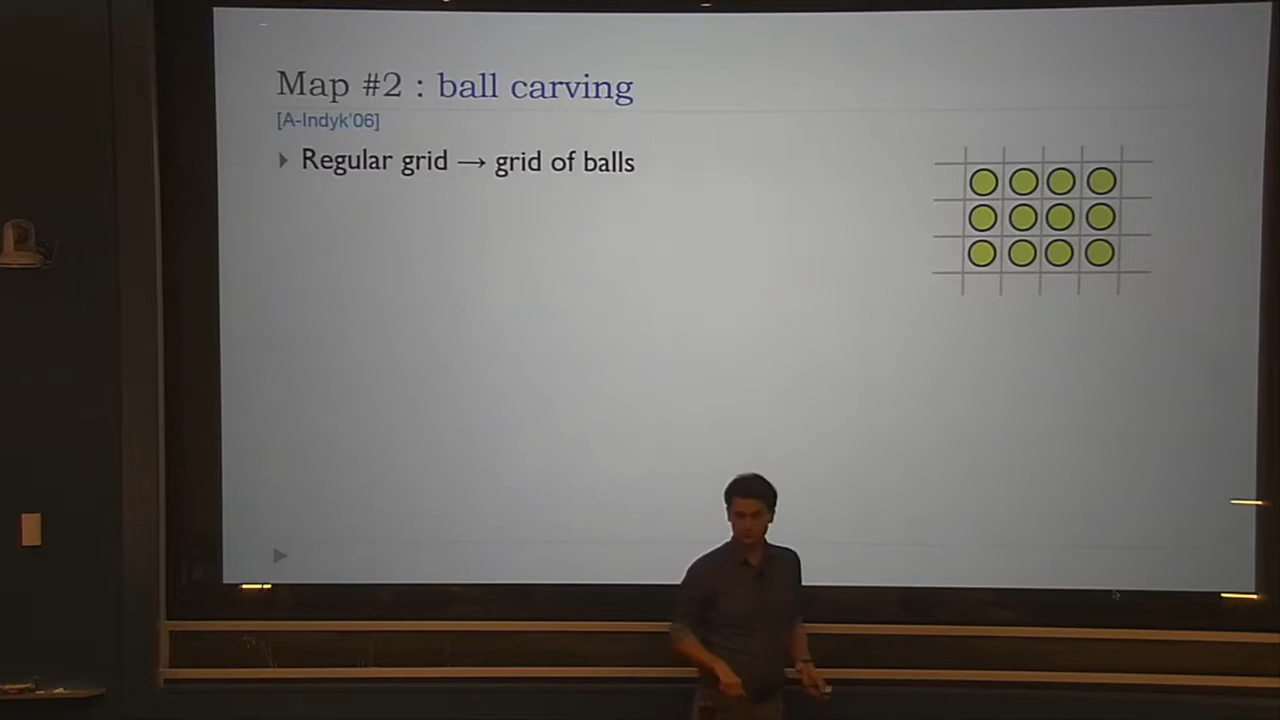 Map #2 : ball carving
[A-Indyk'06]
Regular grid → grid of balls